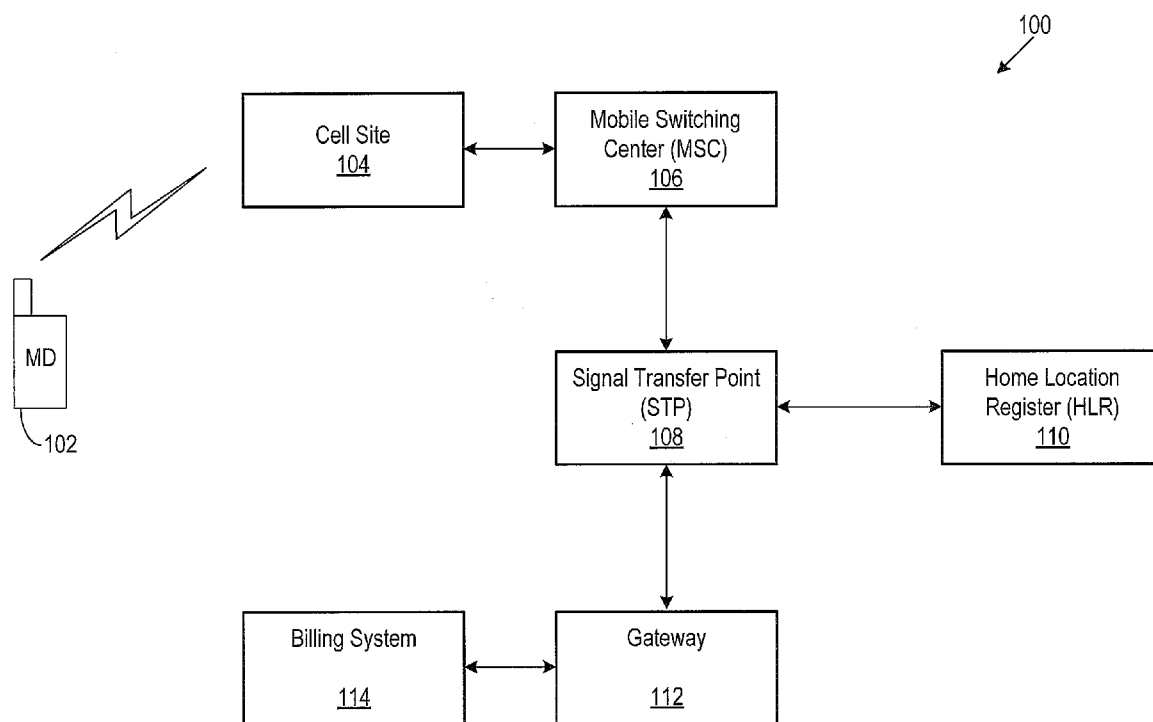 100
Cell Site
104
Mobile Switching
Center (MSC)
106
MD
102
Signal Transfer Point
(STP)
108
Home Location
Register (HLR)
110
Billing System
114
Gateway
112